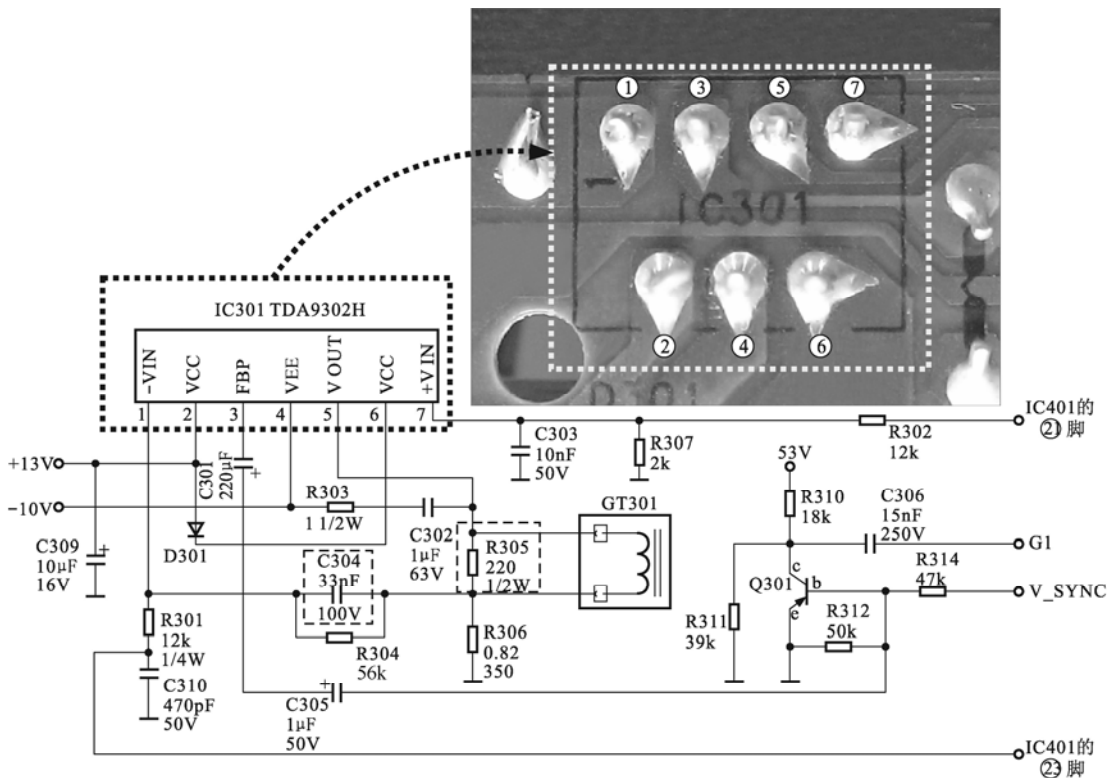 ①
③
⑤
⑦
IC301
②
④
⑥
IC301 TDA9302H
-VIN
VCC
FBP
VEE
V OUT
VCC
+V IN
1
2
3
4
5
6
7
IC401的
㉑ 脚
C303
10nF
50V
R307
2k
R302
12k
+13V
C301
220μF
+
53V
-10V
R303
1 1/2W
GT301
R310
18k
C306
15nF
250V
G1
D301
C302
1μF
63V
R305
220
1/2W
C309
10μF
16V
+
C304
33nF
100V
Q301
c
b
e
R314
47k
V_SYNC
R301
12k
1/4W
R304
56k
R306
0.82
350
R311
39k
R312
50k
C310
470pF
50V
+
C305
1μF
50V
IC401的
㉓ 脚